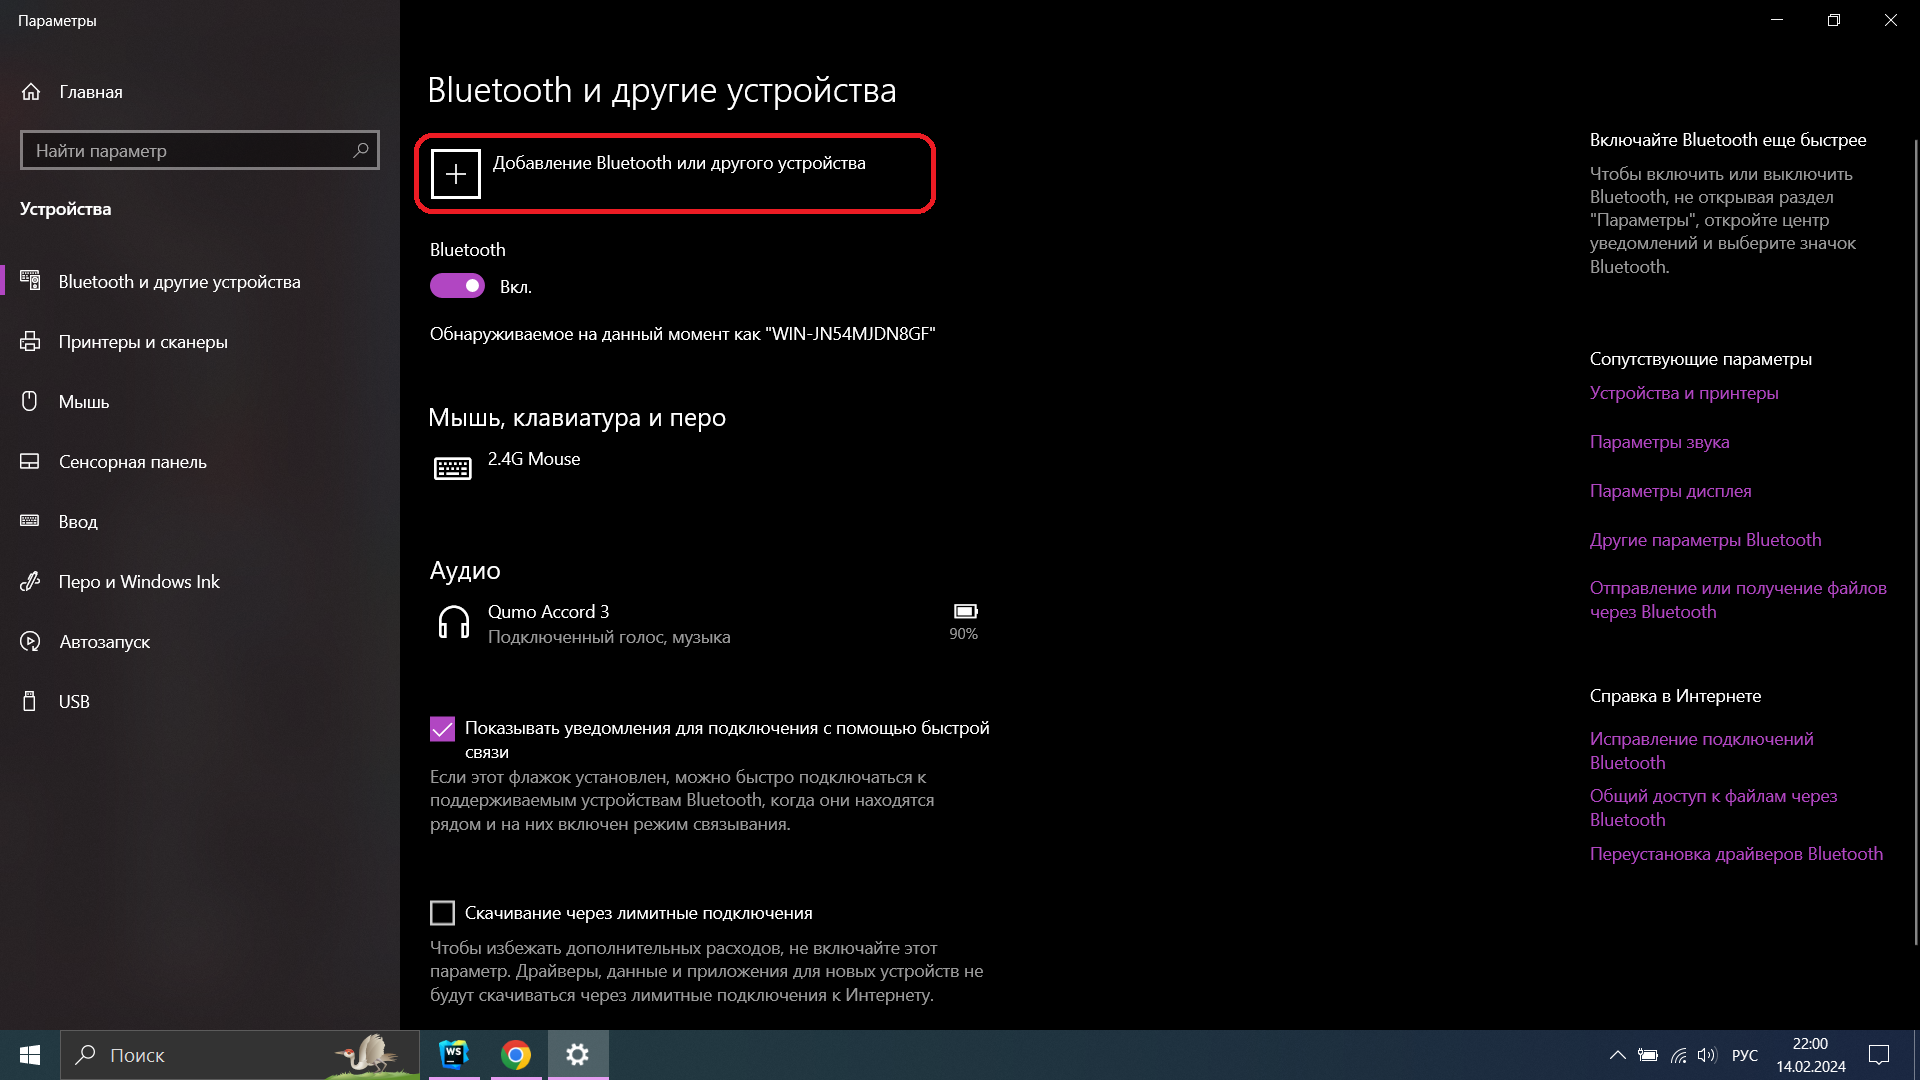 Параметры
Главная
Найти параметр
Устройства
Bluetooth и другие устройства
Принтеры и сканеры
Мышь
Сенсорная панель
Ввод
Перо и Windows Ink
Автозапуск
USB
Bluetooth и другие устройства
Добавление Bluetooth или другого устройства
Bluetooth
Вкл.
Обнаруживаемое на данный момент как "WIN-JN54MJDN8GF"
Мышь, клавиатура и перо
2.4G Mouse
Аудио
Qumo Accord 3
Подключенный голос, музыка
90%
Показывать уведомления для подключения с помощью быстрой
связи
Если этот флажок установлен, можно быстро подключаться к
поддерживаемым устройствам Bluetooth, когда они находятся
рядом и на них включен режим связывания.
Скачивание через лимитные подключения
Чтобы избежать дополнительных расходов, не включайте этот
параметр. Драйверы, данные и приложения для новых устройств не
будут скачиваться через лимитные подключения к Интернету.
Включайте Bluetooth еще быстрее
Чтобы включить или выключить
Bluetooth, не открывая раздел
"Параметры", откройте центр
уведомлений и выберите значок
Bluetooth.
Сопутствующие параметры
Устройства и принтеры
Параметры звука
Параметры дисплея
Другие параметры Bluetooth
Отправление или получение файлов
через Bluetooth
Справка в Интернете
Исправление подключений
Bluetooth
Общий доступ к файлам через
Bluetooth
Переустановка драйверов Bluetooth
Поиск
WS
РУС
22:00
14.02.2024